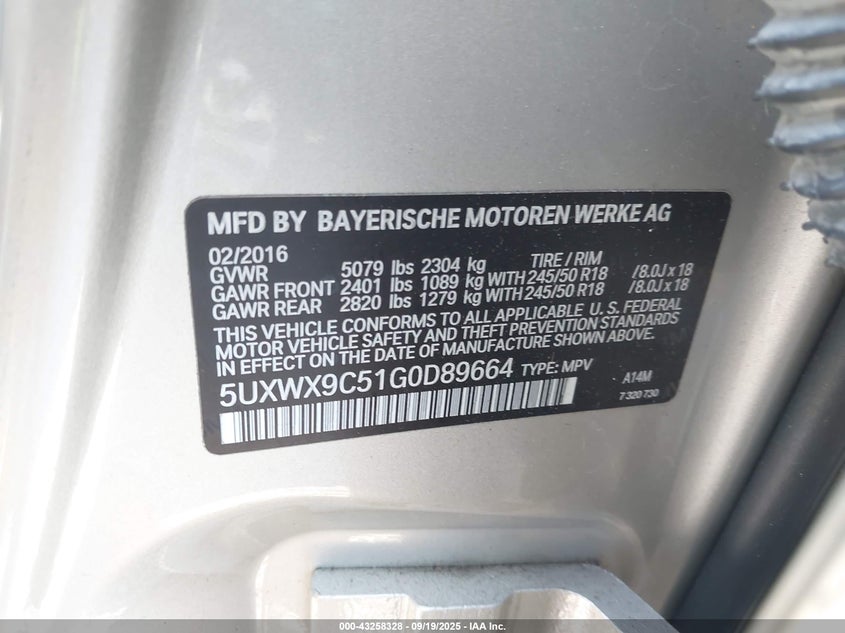 MFD BY BAYERISCHE MOTOREN WERKE AG
02/2016 TIRE / RIM
GVWR 5079 lbs 2304 kg
GAWR FRONT 2401 lbs 1089 kg WITH 245/50 R18 /8.0J x 18
GAWR REAR 2820 lbs 1279 kg WITH 245/50 R18 /8.0J x 18
THIS VEHICLE CONFORMS TO ALL APPLICABLE U. S. FEDERAL
MOTOR VEHICLE SAFETY AND THEFT PREVENTION STANDARDS
IN EFFECT ON THE DATE OF MANUFACTURE SHOWN ABOVE.
5UXWX9C51G0D89664 TYPE: MPV
A14M
7 320 730
000-43258328 - 09/19/2025 - IAA Inc.